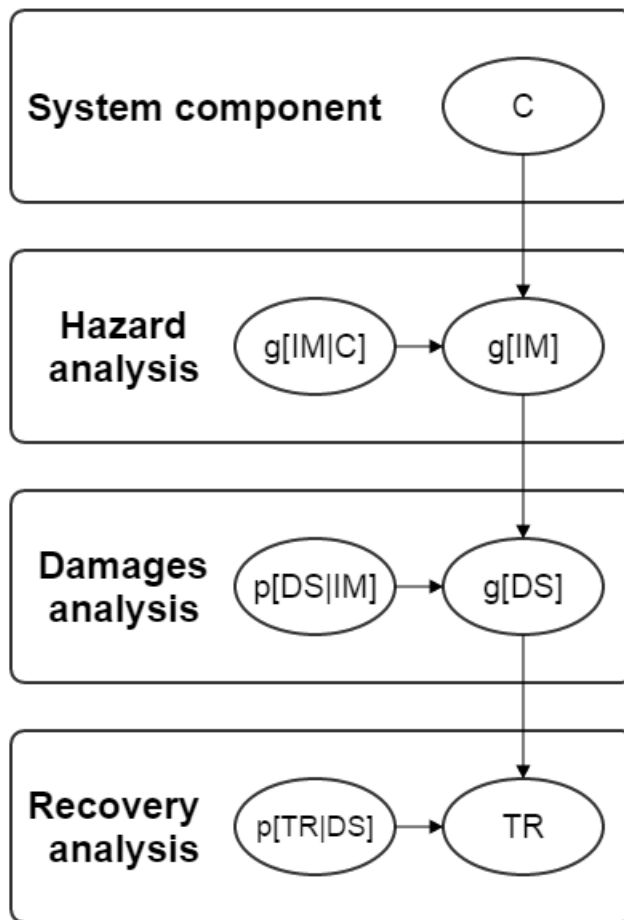 System component
C
Hazard
analysis
g[IM|C]
g[IM]
Damages
analysis
p[DS|IM]
g[DS]
Recovery
analysis
p[TR|DS]
TR